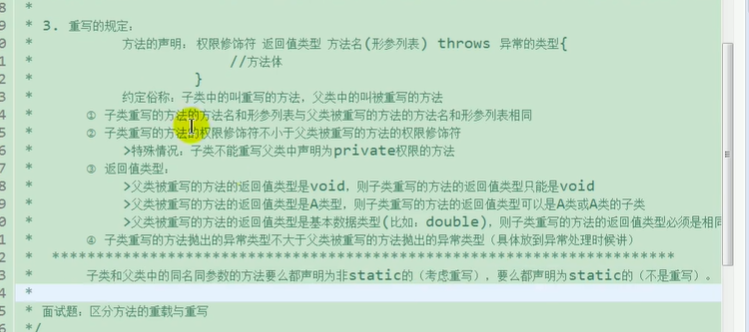 8 *
9 * 3. 重写的规定：
0 * 方法的声明: 权限修饰符 返回值类型 方法名(形参列表) throws 异常的类型{
1 * //方法体
2 * }
3 * 约定俗称：子类中的叫重写的方法，父类中的叫被重写的方法
4 * ① 子类重写的方法的方法名和形参列表与父类被重写的方法的方法名和形参列表相同
5 * ② 子类重写的方法的权限修饰符不小于父类被重写的方法的权限修饰符
6 * >特殊情况：子类不能重写父类中声明为private权限的方法
7 * ③ 返回值类型：
8 * >父类被重写的方法的返回值类型是void，则子类重写的方法的返回值类型只能是void
9 * >父类被重写的方法的返回值类型是A类型，则子类重写的方法的返回值类型可以是A类或A类的子类
0 * >父类被重写的方法的返回值类型是基本数据类型(比如：double)，则子类重写的方法的返回值类型必须是相同
1 * ④ 子类重写的方法抛出的异常类型不大于父类被重写的方法抛出的异常类型（具体放到异常处理时候讲）
2 * **********************************************************************
3 * 子类和父类中的同名同参数的方法要么都声明为非static的（考虑重写），要么都声明为static的（不是重写）。
4 *
5 * 面试题：区分方法的重载与重写
6 */